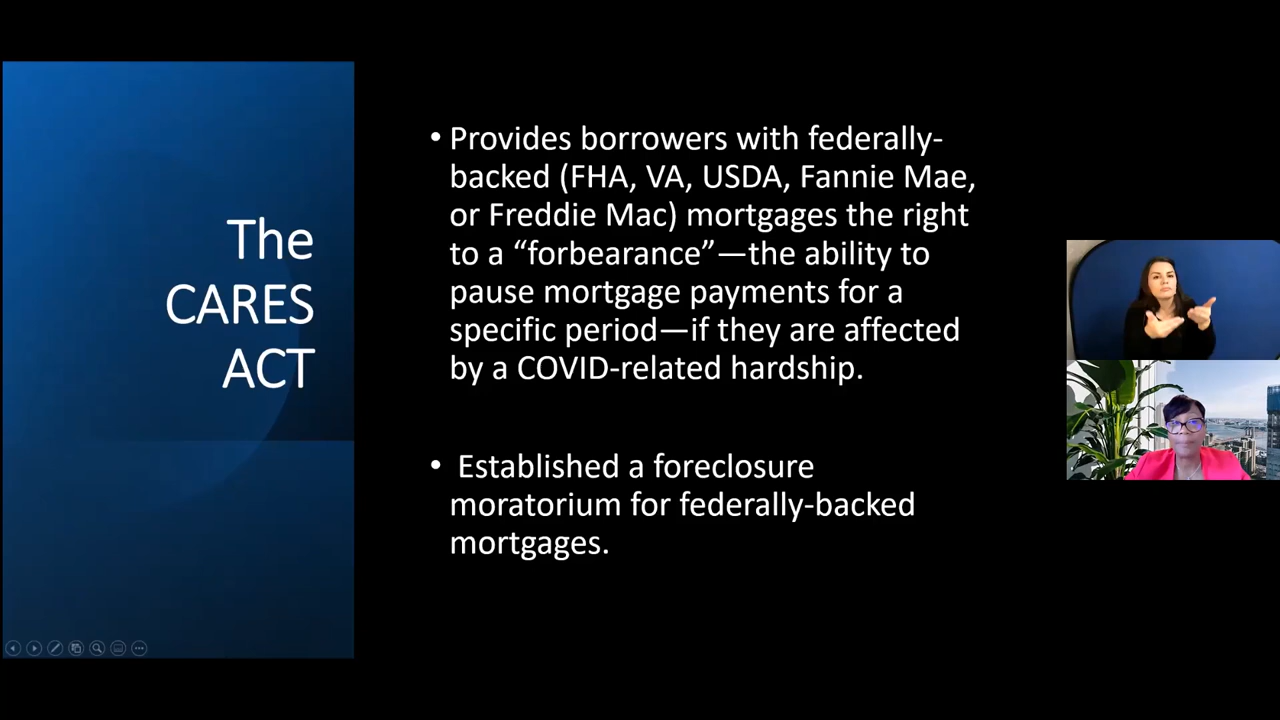 The
CARES
ACT
• Provides borrowers with federally-
backed (FHA, VA, USDA, Fannie Mae,
or Freddie Mac) mortgages the right
to a “forbearance”—the ability to
pause mortgage payments for a
specific period—if they are affected
by a COVID-related hardship.
• Established a foreclosure
moratorium for federally-backed
mortgages.